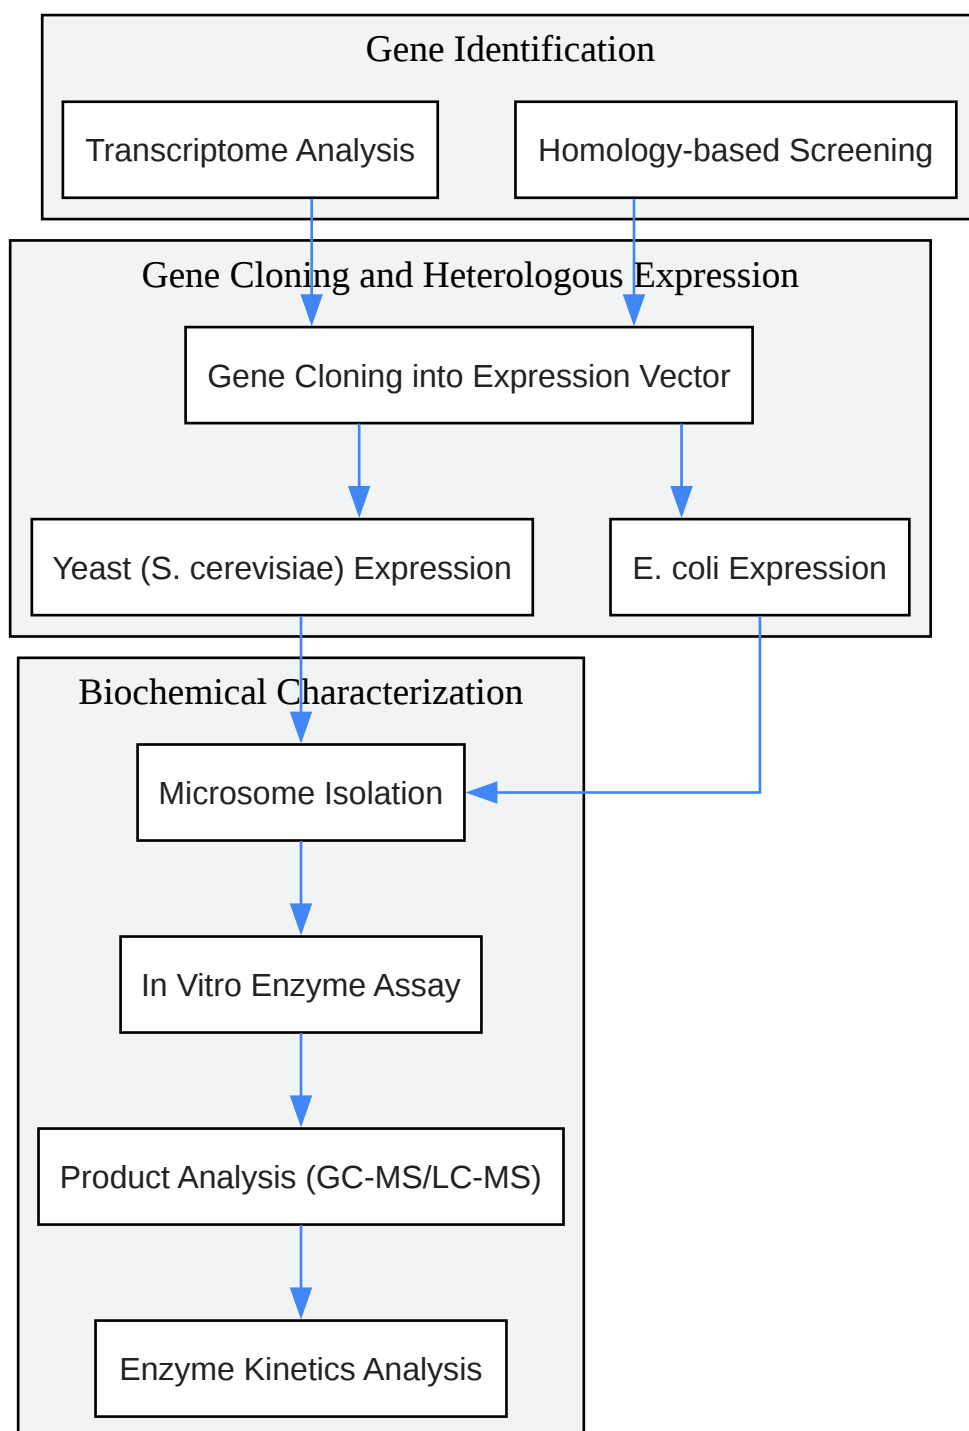 Gene Identification
Transcriptome Analysis
Homology-based Screening
Gene Cloning and Heterologous Expression
Gene Cloning into Expression Vector
Yeast (S. cerevisiae) Expression
E. coli Expression
Biochemical Characterization
Microsome Isolation
In Vitro Enzyme Assay
Product Analysis (GC-MS/LC-MS)
Enzyme Kinetics Analysis